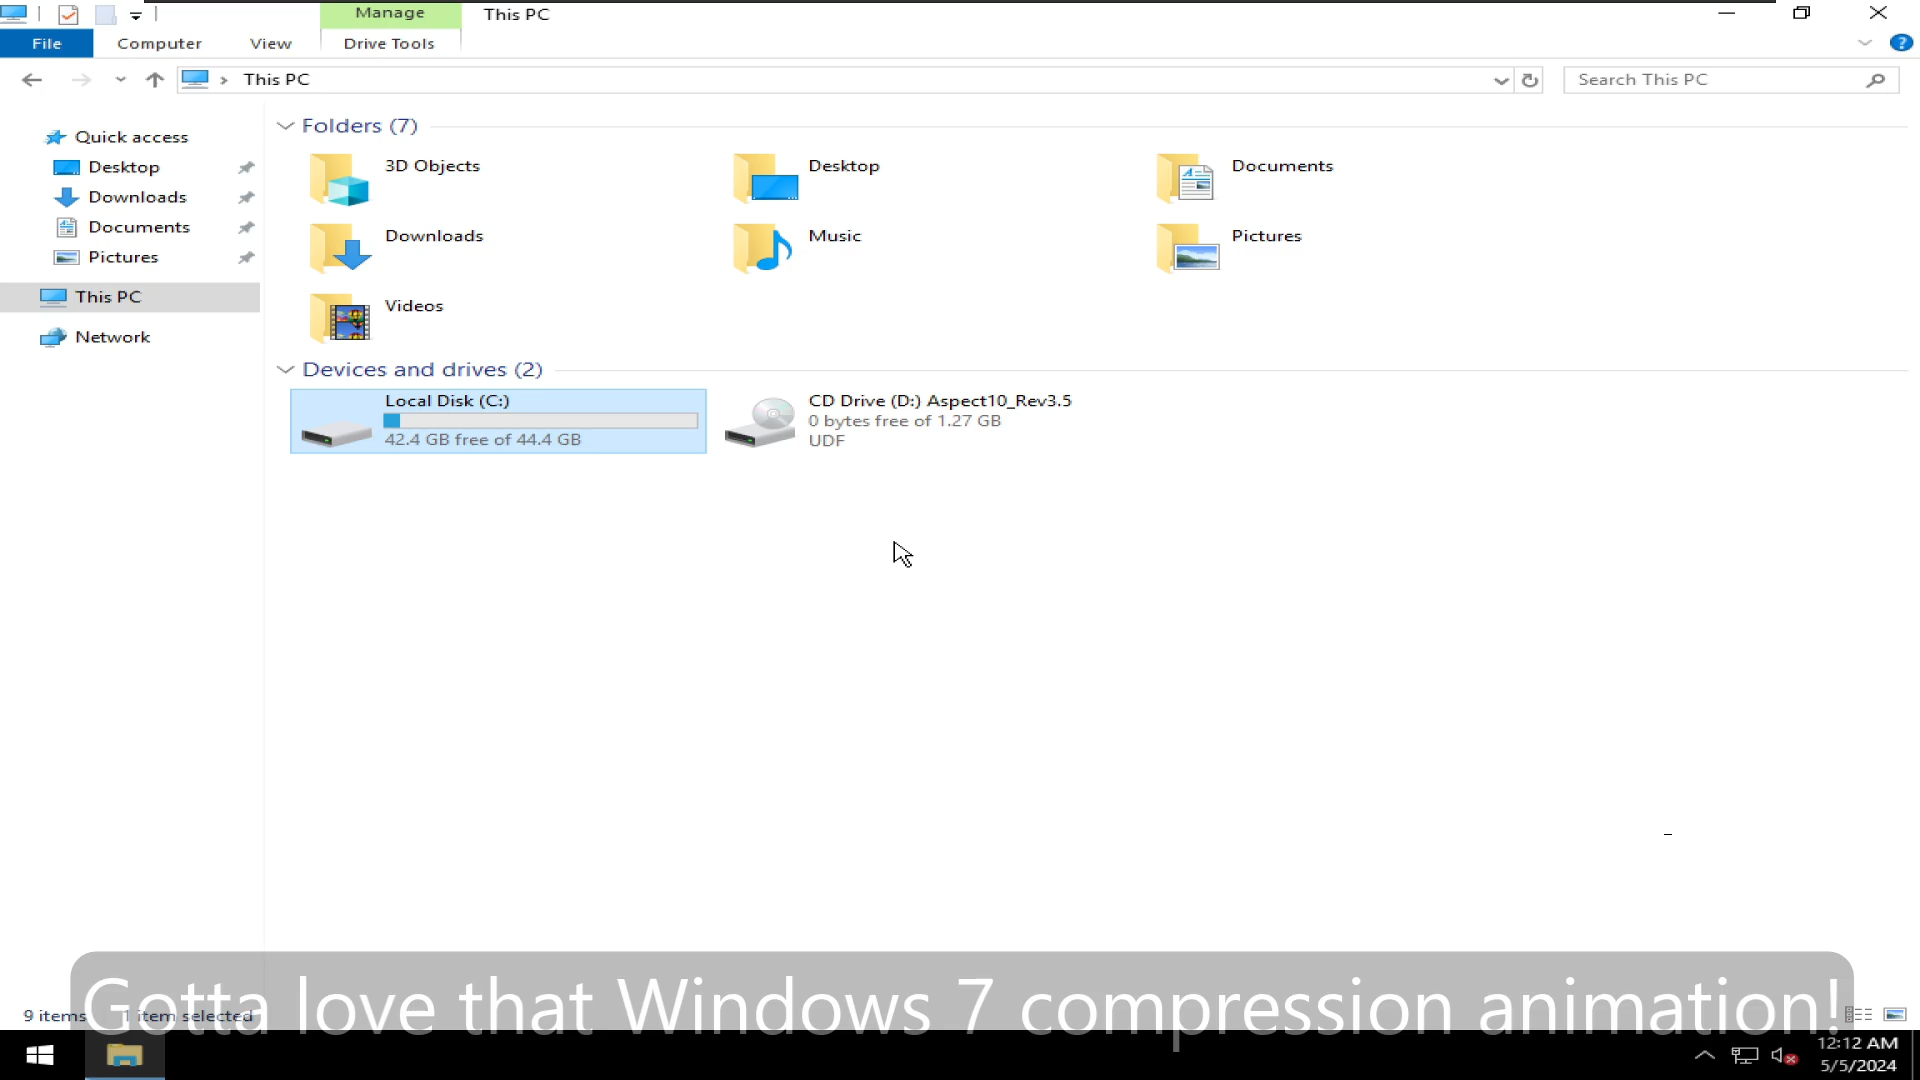 Manage
This PC
File
Computer
View
Drive Tools
This PC
Search This PC
Quick access
Desktop
Downloads
Documents
Pictures
This PC
Network
Folders (7)
3D Objects
Desktop
Documents
Downloads
Music
Pictures
Videos
Devices and drives (2)
Local Disk (C:)
42.4 GB free of 44.4 GB
CD Drive (D:) Aspect10_Rev3.5
0 bytes free of 1.27 GB
UDF
Gotta love that Windows 7 compression animation!
9 items
1 item selected
12:12 AM
5/5/2024